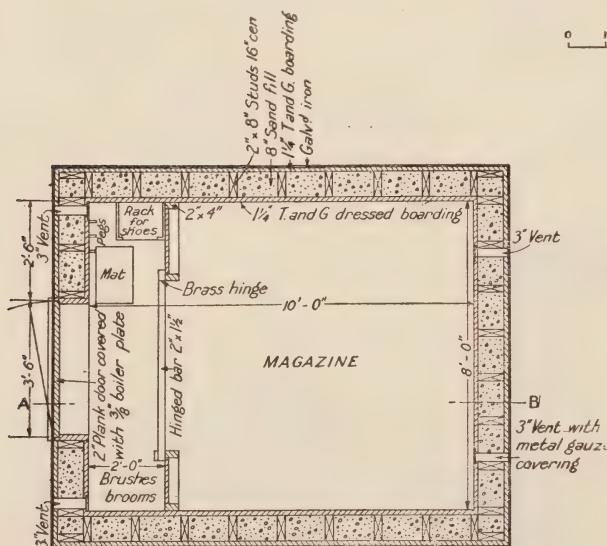 0
2"x 8" Studs 16" cen
8" Sand fill
1¼" T. and G. boarding
Galv'd iron
3" Vent
2'-6"
pegs
Rack
for
shoes
2"x4"
1¼" T. and G dressed boarding
3" Vent
Mat
Brass hinge
10'-0"
3'-6"
A
2" Plank door covered
with ⅜" boiler plate
Hinged bar 2"x 1½"
MAGAZINE
8'-0"
B
3" Vent with
metal gauz
covering
2'-0"
Brushes
brooms
3" Vent